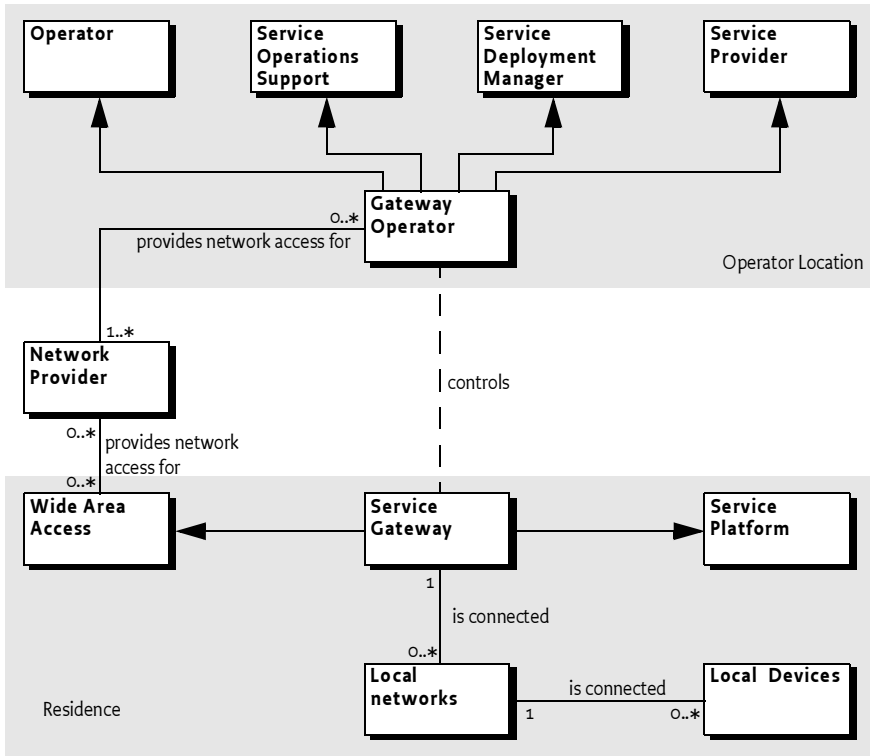 Operator
Service
Operations
Support
Service
Deployment
Manager
Service
Provider
Gateway
Operator
0..*
provides network access for
Operator Location
1..*
Network
Provider
controls
0..*
provides network
access for
0..*
Wide Area
Access
Service
Gateway
Service
Platform
1
is connected
0..*
Local
networks
is connected
Local Devices
1
0..*
Residence